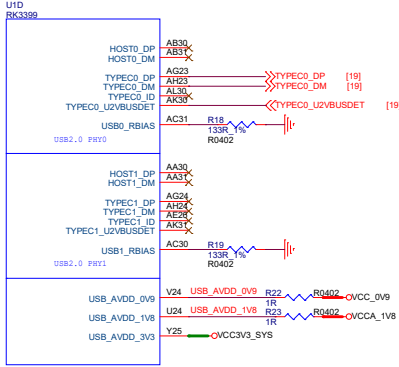 U1D
RK3399
HOST0_DP AB30
HOST0_DM AB31
TYPEC0_DP AG23 TYPEC0_DP [19]
TYPEC0_DM AH23 TYPEC0_DM [19]
TYPEC0_ID AL30
TYPEC0_U2VBUSDET AK30 TYPEC0_U2VBUSDET [19
USB0_RBIAS AC31 R18
133R_1%
R0402
USB2.0 PHY0
HOST1_DP AA30
HOST1_DM AA31
TYPEC1_DP AG24
TYPEC1_DM AH24
TYPEC1_ID AE26
TYPEC1_U2VBUSDET AK31
USB1_RBIAS AC30 R19
133R_1%
R0402
USB2.0 PHY1
USB_AVDD_0V9 V24 USB_AVDD_0V9 R22 R0402 VCC_0V9
1R
USB_AVDD_1V8 U24 USB_AVDD_1V8 R23 R0402 VCCA_1V8
1R
USB_AVDD_3V3 Y25 VCC3V3_SYS